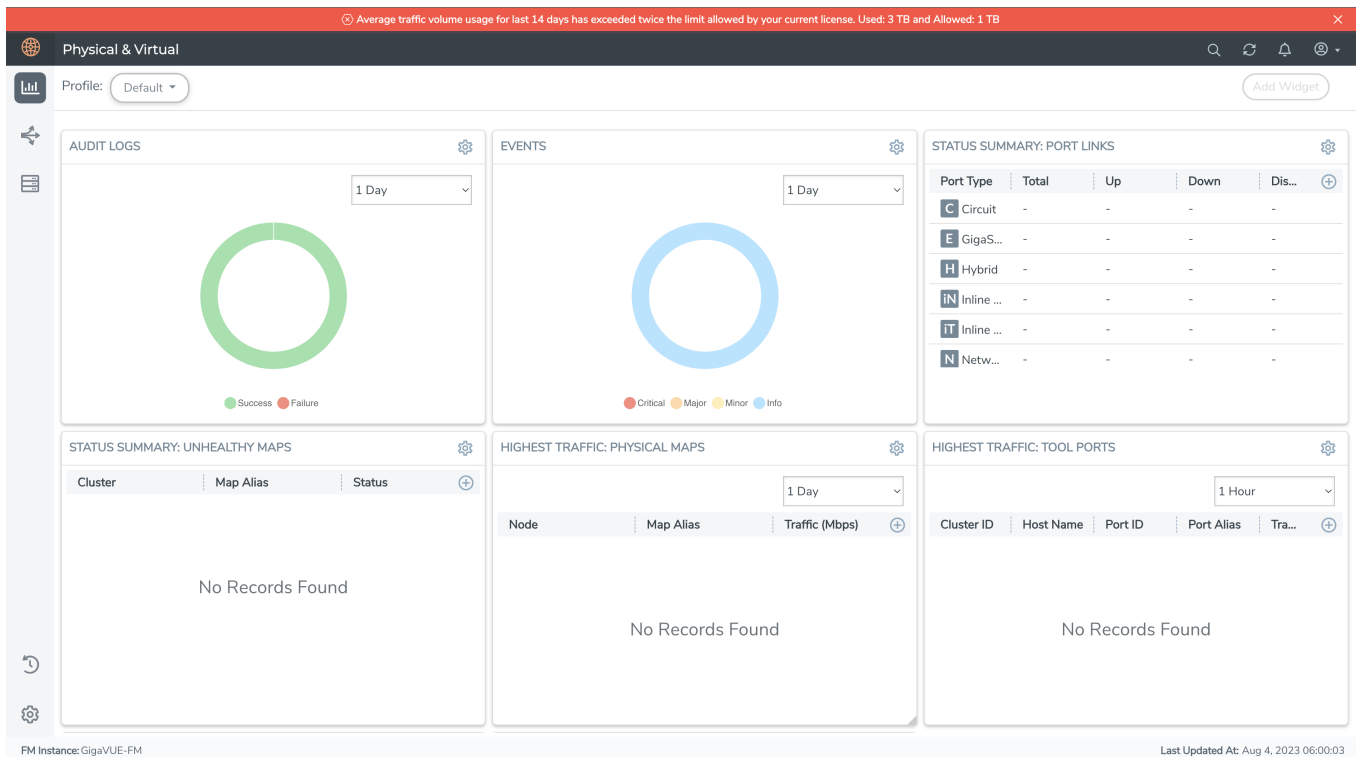 Average traffic volume usage for last 14 days has exceeded twice the limit allowed by your current license. Used: 3 TB and Allowed: 1 TB
Physical & Virtual
Profile: Default
Add Widget
AUDIT LOGS
1 Day
Success Failure
EVENTS
1 Day
Critical Major Minor Info
STATUS SUMMARY: PORT LINKS
Port Type Total Up Down Dis...
C Circuit - - - -
E GigaS... - - - -
H Hybrid - - - -
iN Inline ... - - - -
iT Inline ... - - - -
N Netw... - - - -
STATUS SUMMARY: UNHEALTHY MAPS
Cluster Map Alias Status
No Records Found
HIGHEST TRAFFIC: PHYSICAL MAPS
1 Day
Node Map Alias Traffic (Mbps)
No Records Found
HIGHEST TRAFFIC: TOOL PORTS
1 Hour
Cluster ID Host Name Port ID Port Alias Tra...
No Records Found
FM Instance: GigaVUE-FM
Last Updated At: Aug 4, 2023 06:00:03